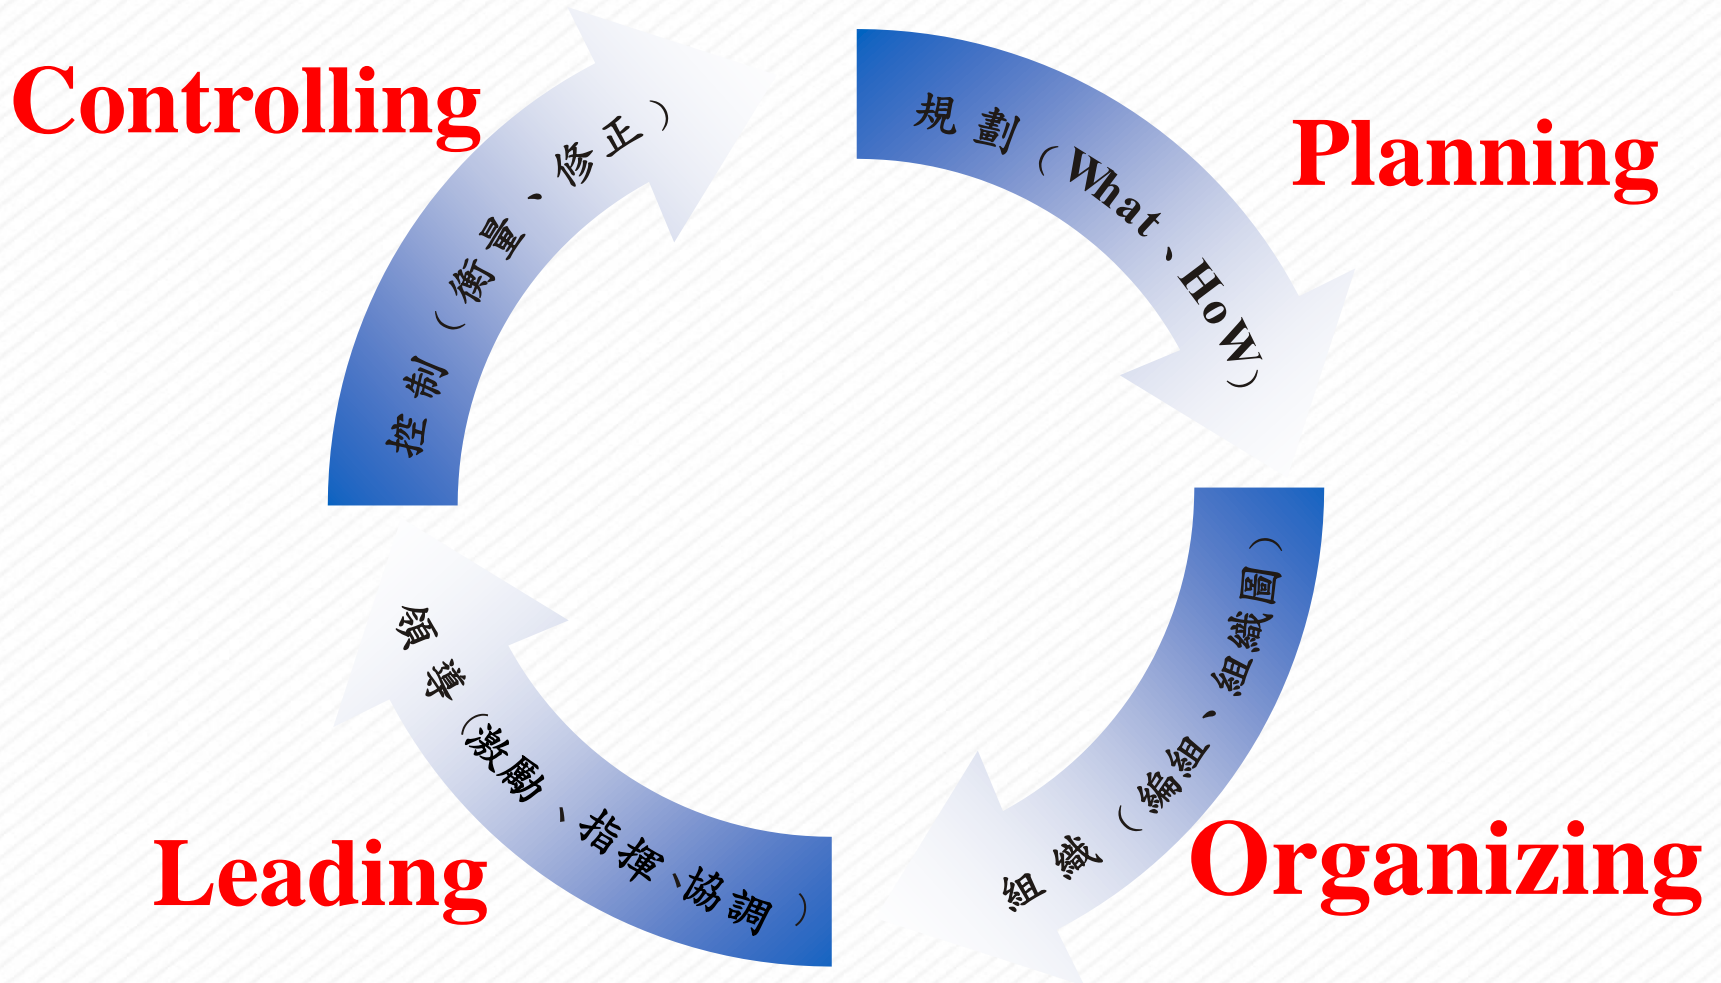 Controlling
控制（衡量、修正）
規劃（What、HoW）
Planning
組織（編組、組織圖）
Organizing
領導（激勵、指揮、協調）
Leading